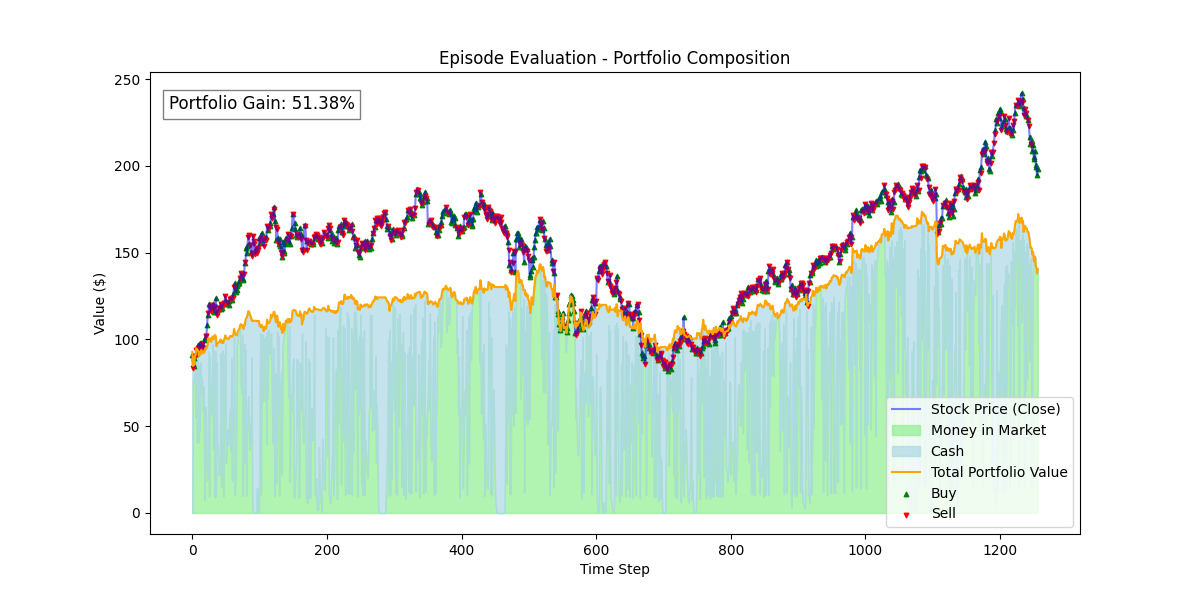 Episode Evaluation - Portfolio Composition
Portfolio Gain: 51.38%
Value ($)
250
200
150
100
50
0
0 200 400 600 800 1000 1200
Time Step
Stock Price (Close)
Money in Market
Cash
Total Portfolio Value
Buy
Sell